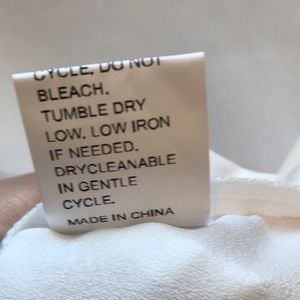 CYCLE. DO NOT
BLEACH.
TUMBLE DRY
LOW. LOW IRON
IF NEEDED.
DRYCLEANABLE
IN GENTLE
CYCLE.
MADE IN CHINA